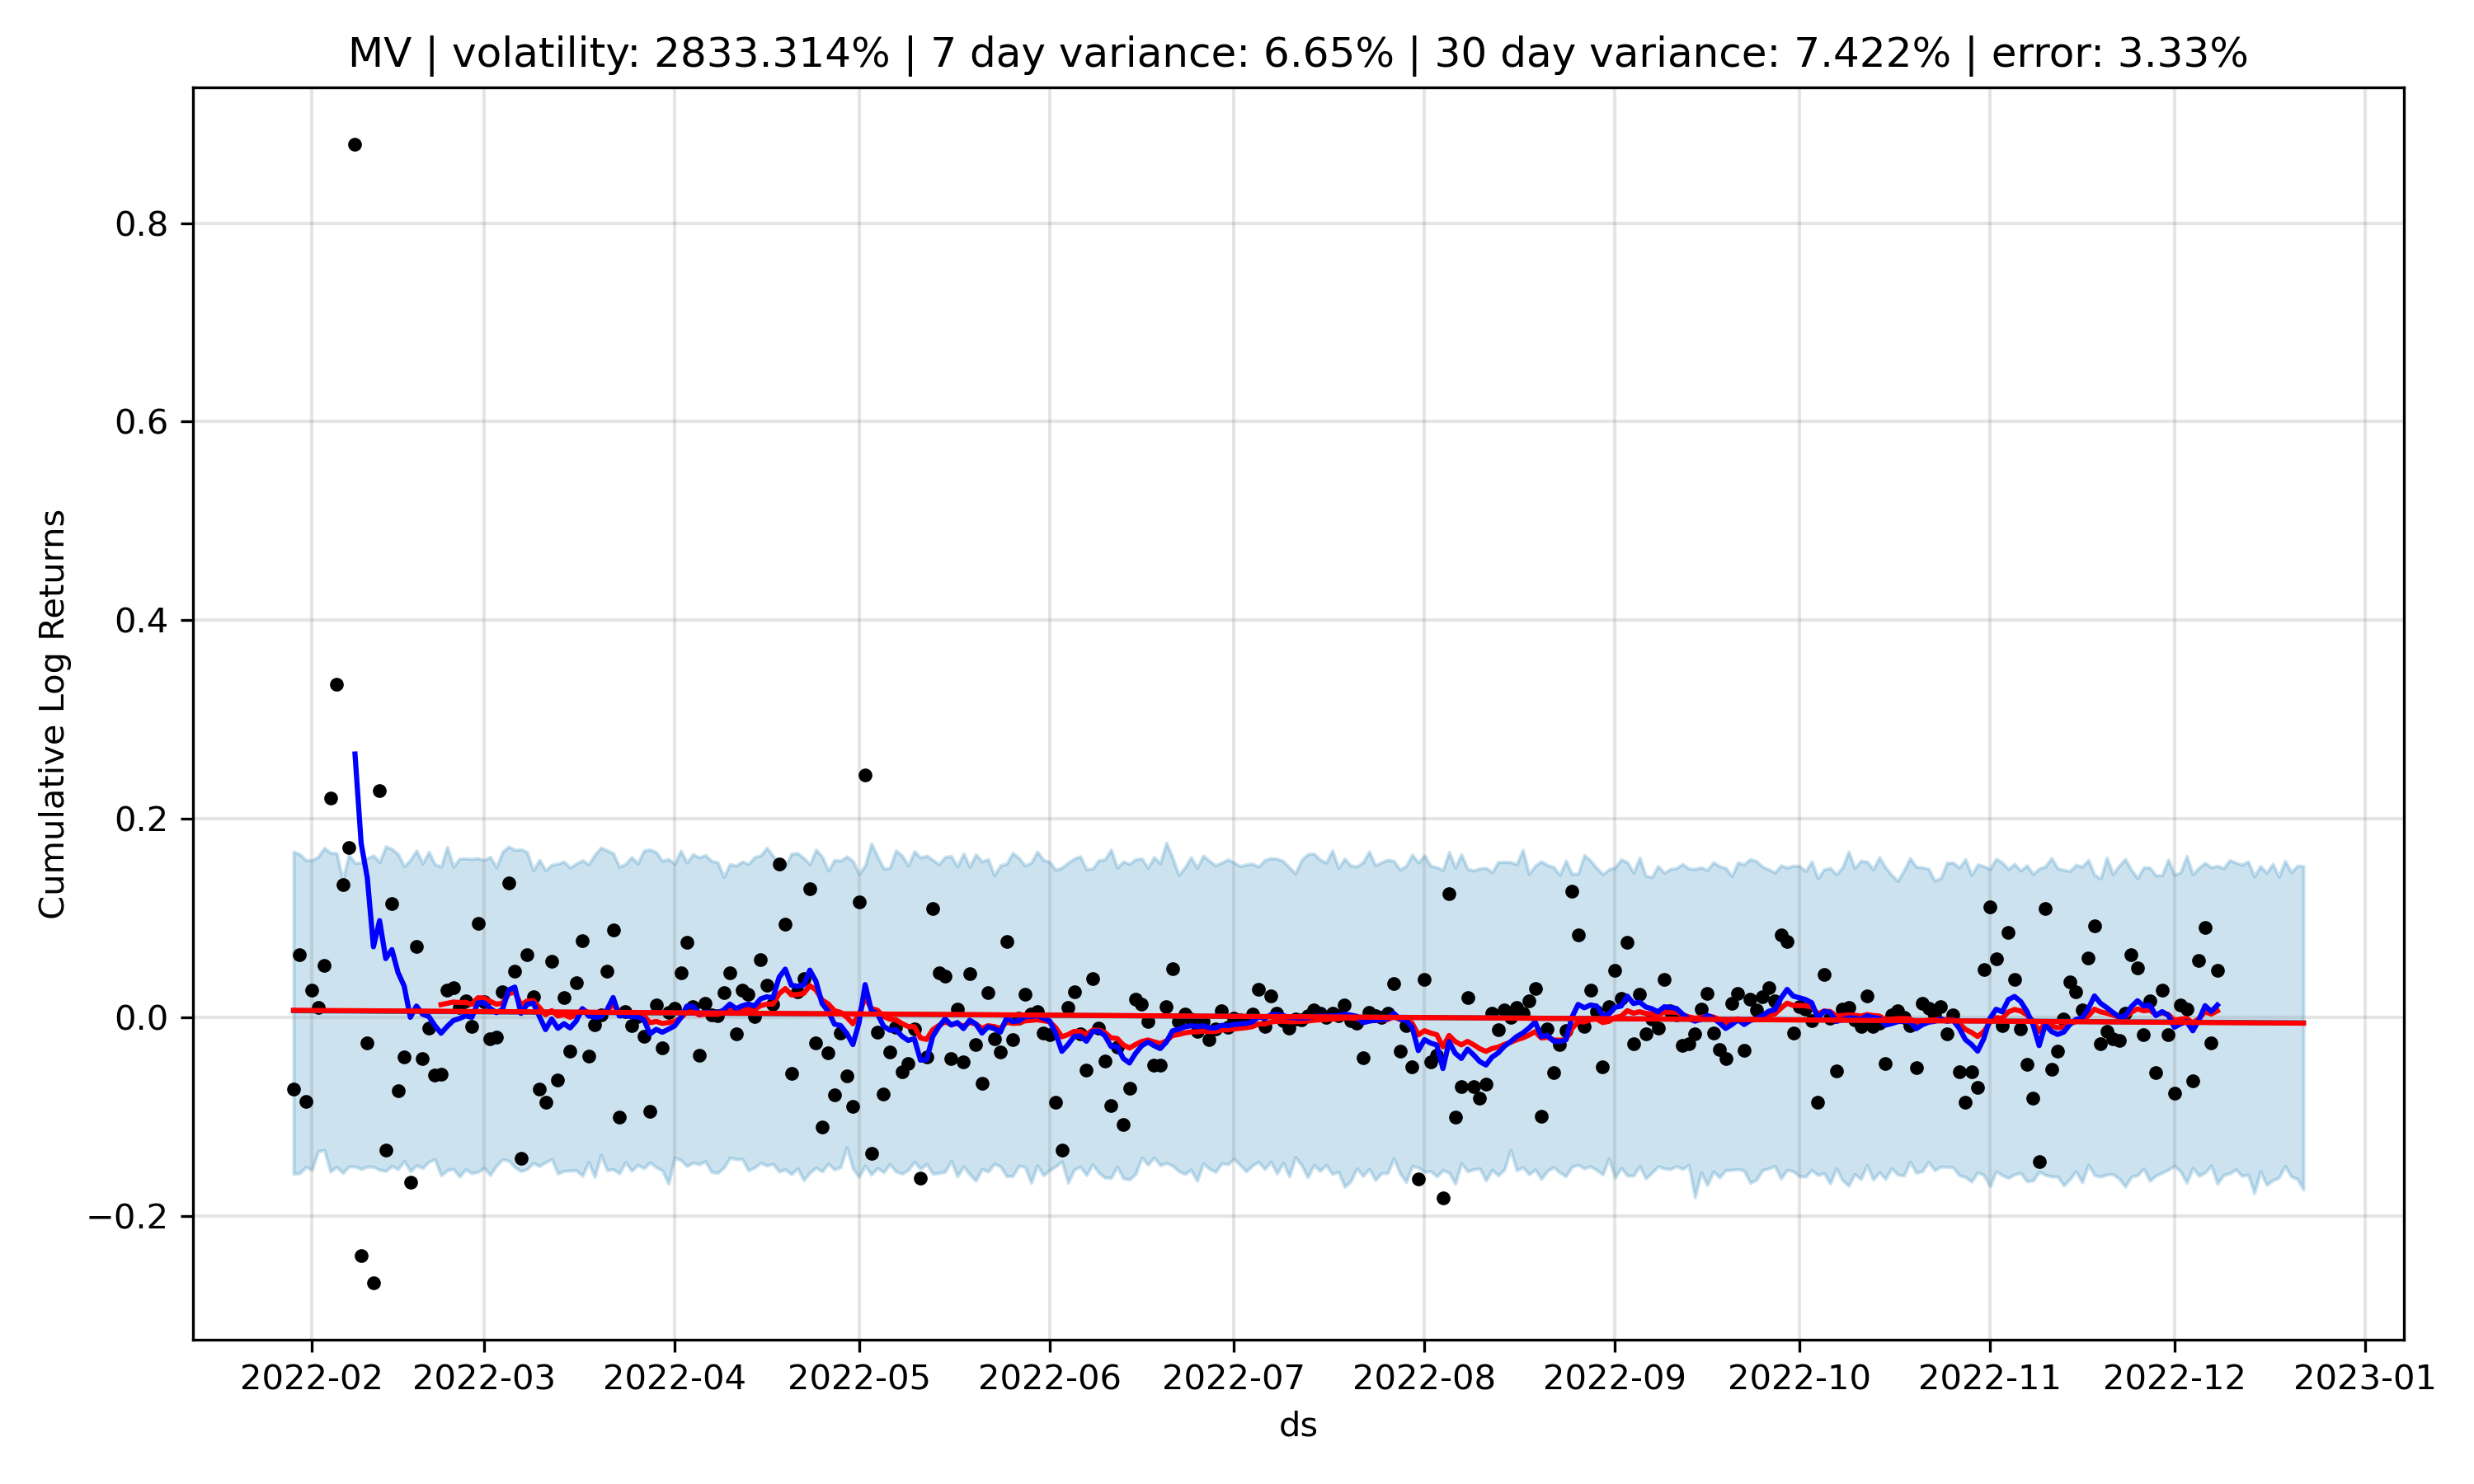 MV | volatility: 2833.314% | 7 day variance: 6.65% | 30 day variance: 7.422% | error: 3.33%
Cumulative Log Returns
0.8
0.6
0.4
0.2
0.0
−0.2
2022-02 2022-03 2022-04 2022-05 2022-06 2022-07 2022-08 2022-09 2022-10 2022-11 2022-12 2023-01
ds